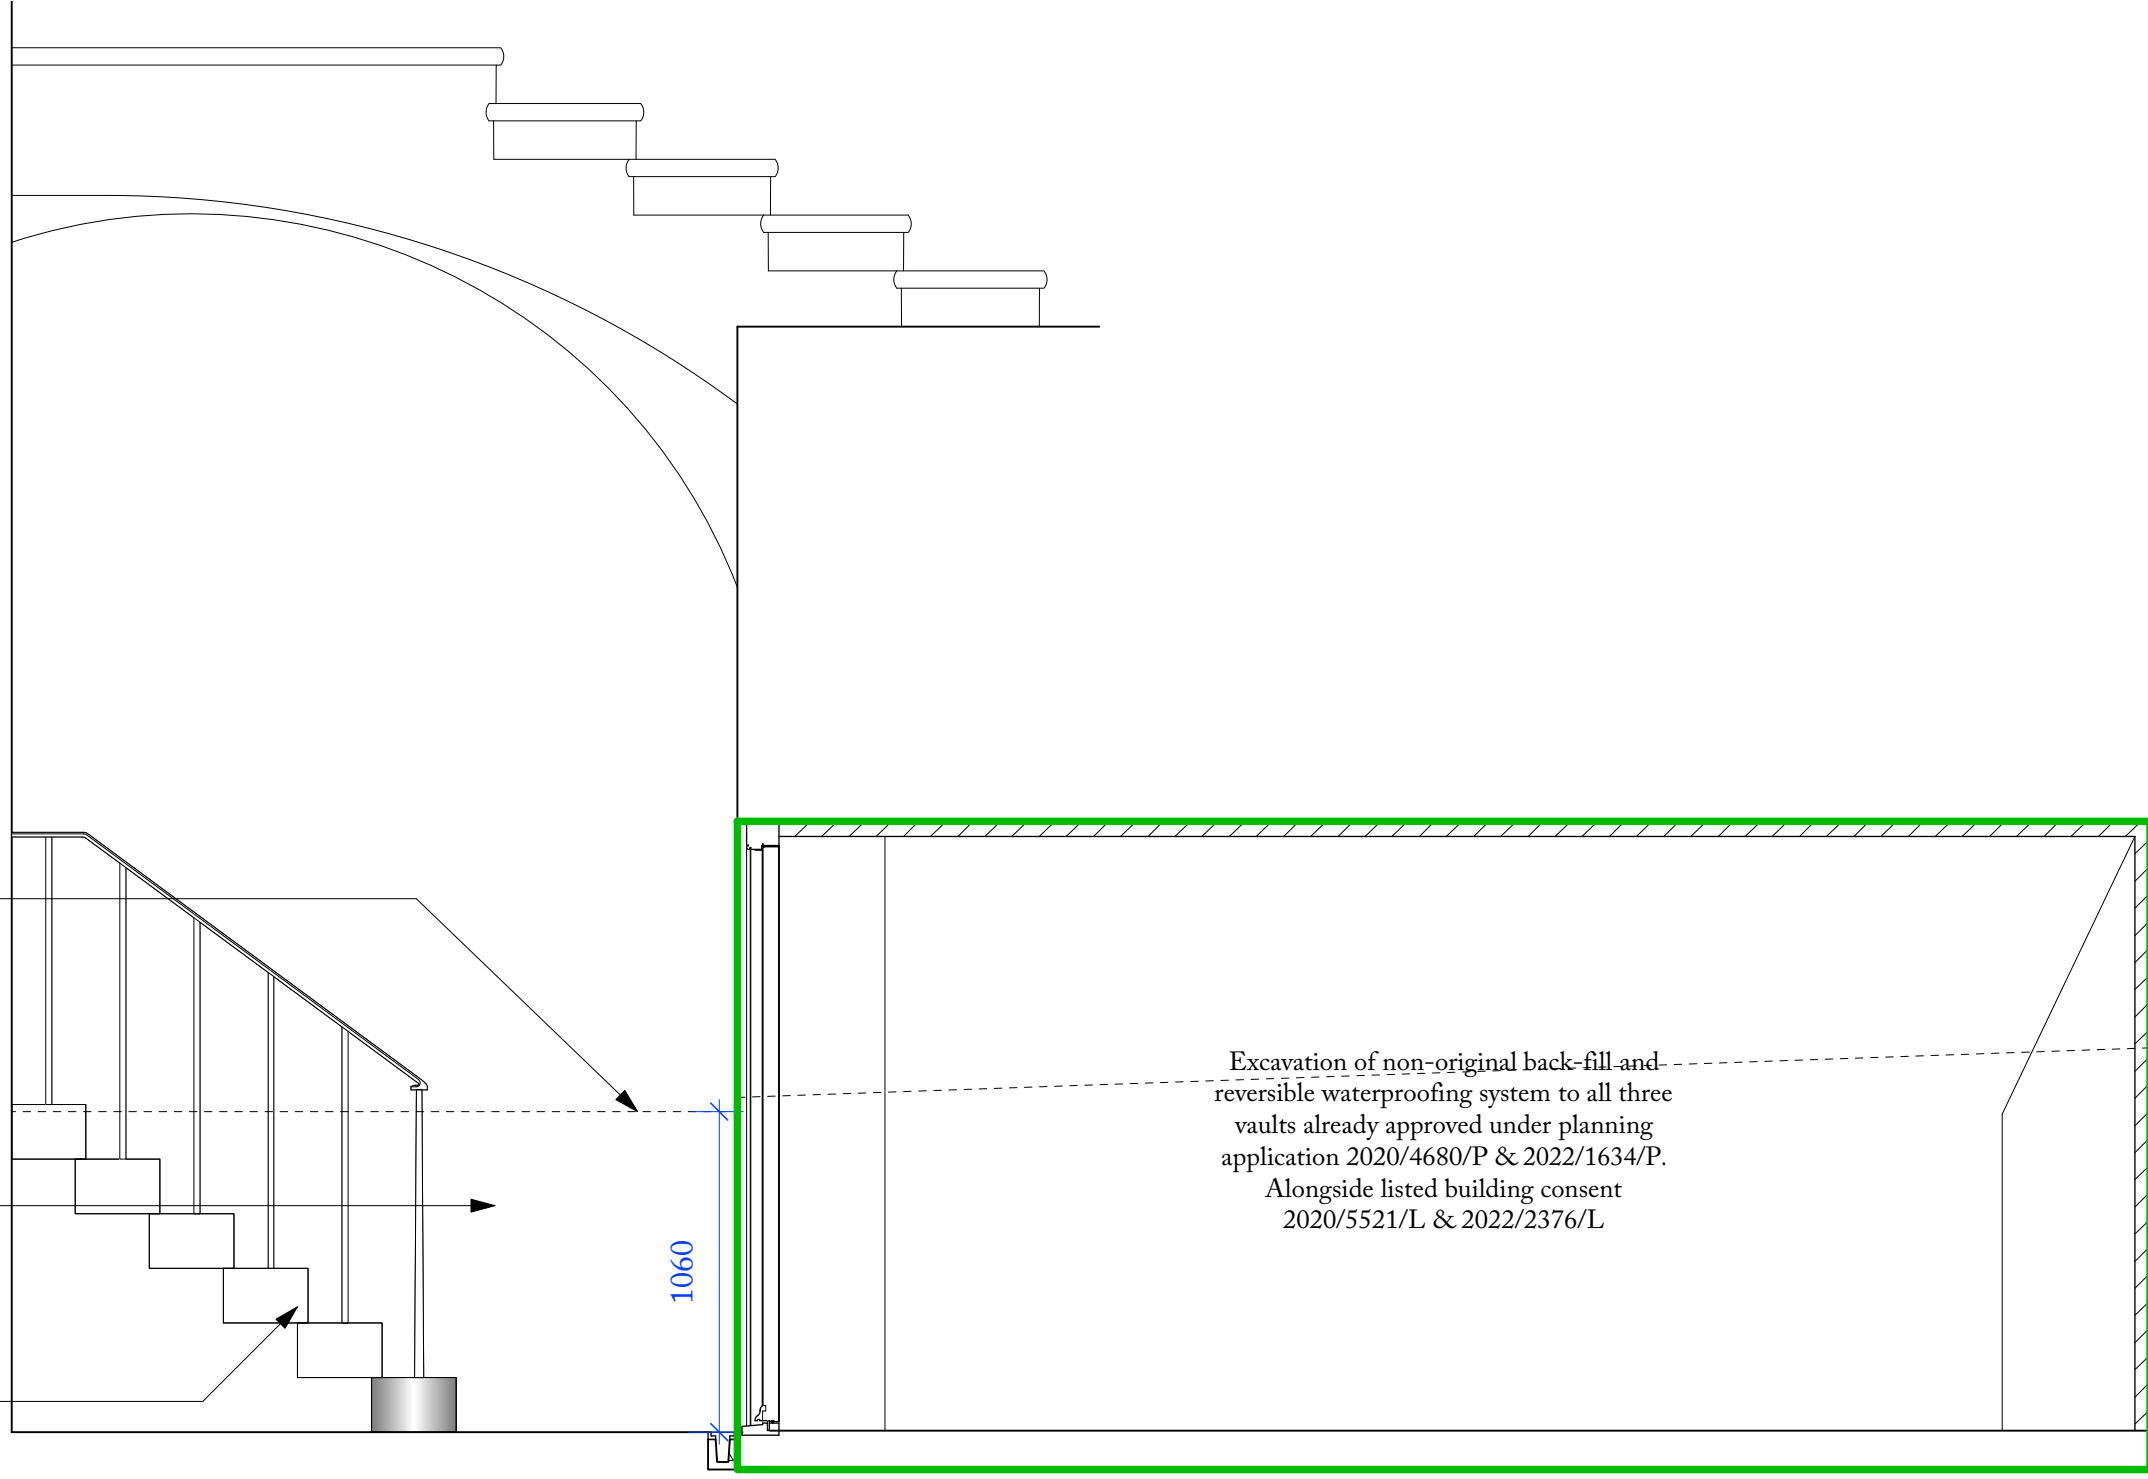 Excavation of non-original back-fill and
reversible waterproofing system to all three
vaults already approved under planning
application 2020/4680/P & 2022/1634/P.
Alongside listed building consent
2020/5521/L & 2022/2376/L
1060